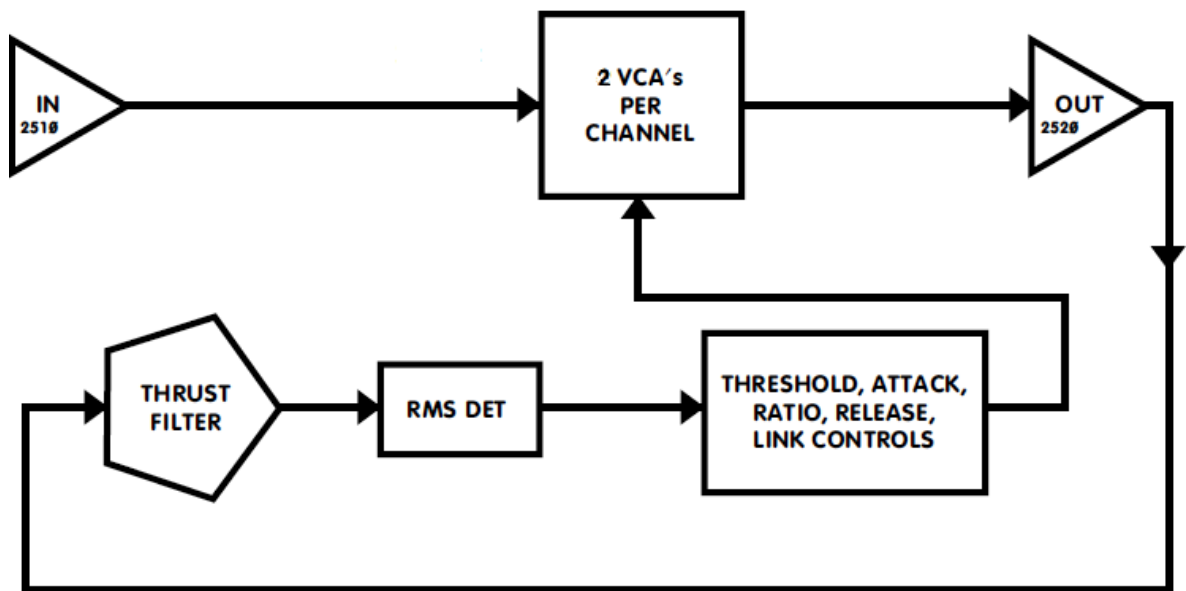 IN
2510
2 VCA's
PER
CHANNEL
OUT
2520
THRUST
FILTER
RMS DET
THRESHOLD, ATTACK,
RATIO, RELEASE,
LINK CONTROLS